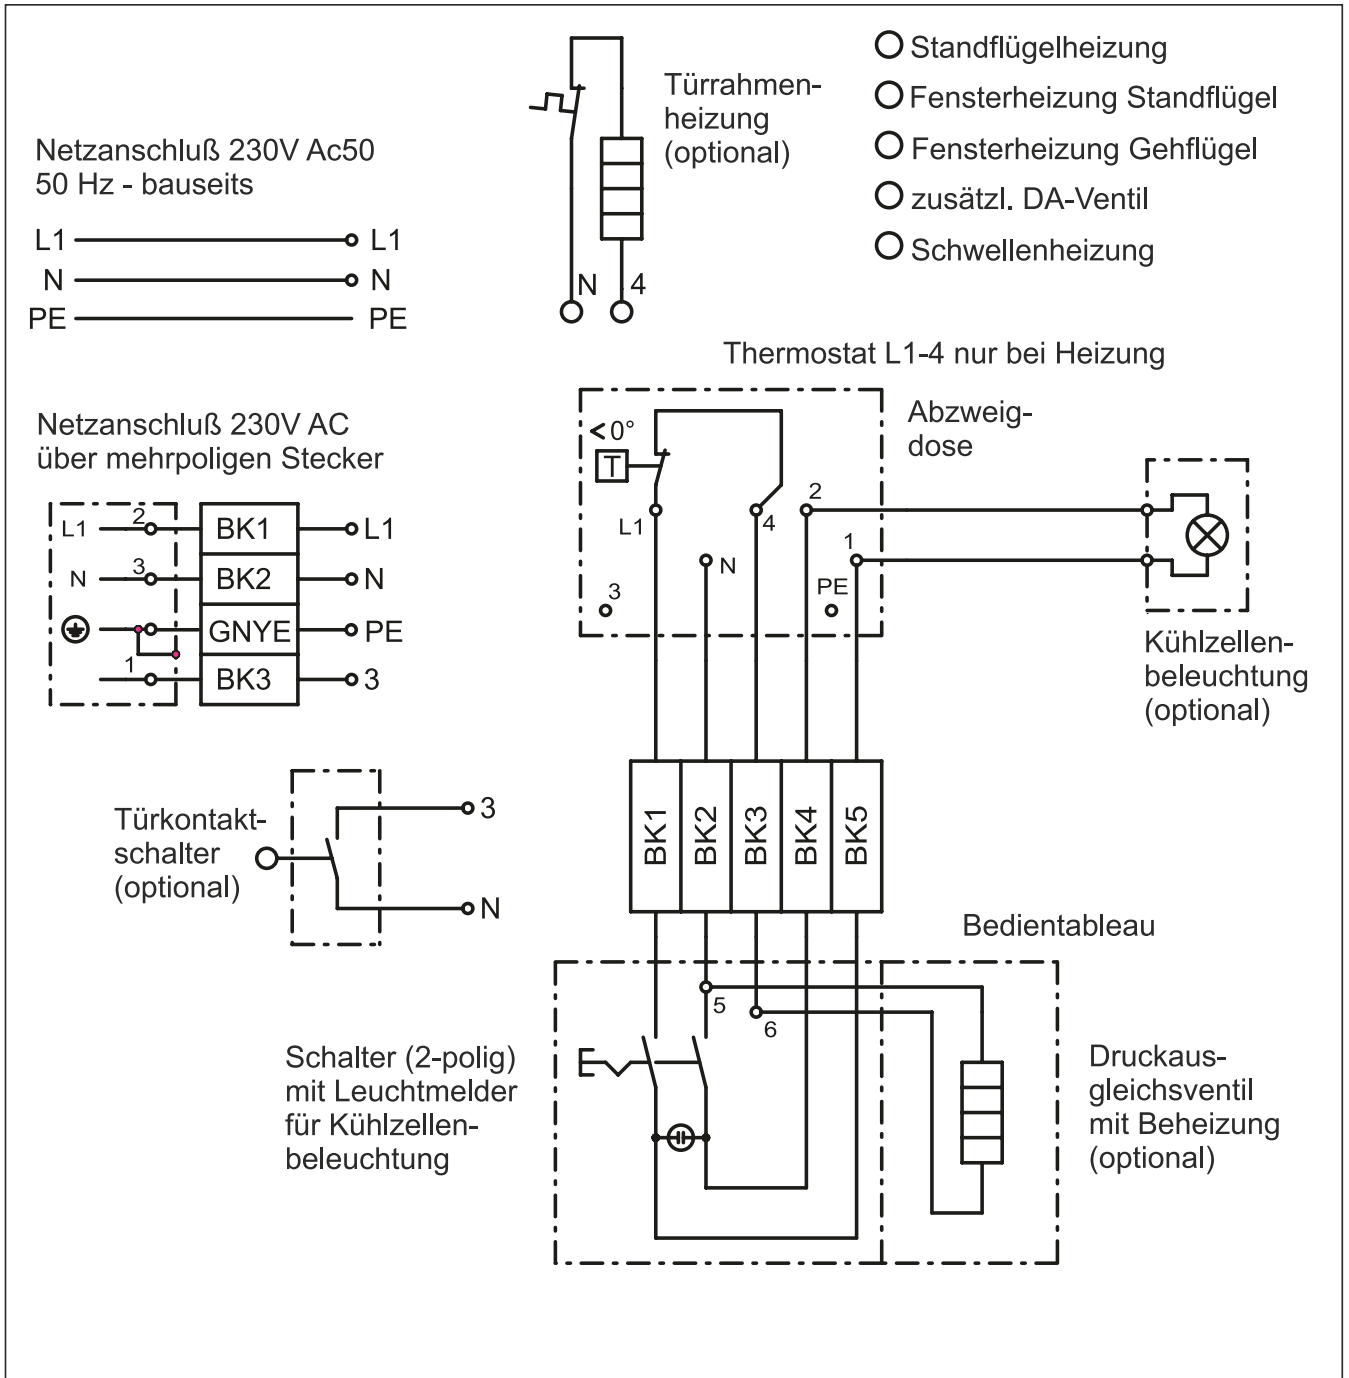 Netzanschluß 230V Ac50
50 Hz - bauseits
L1 L1
N N
PE PE
Türrahmen-
heizung
(optional)
N 4
Standflügelheizung
Fensterheizung Standflügel
Fensterheizung Gehflügel
zusätzl. DA-Ventil
Schwellenheizung
Netzanschluß 230V AC
über mehrpoligen Stecker
L1 2 BK1 L1
N 3 BK2 N
GNYE PE
1 BK3 3
Thermostat L1-4 nur bei Heizung
Abzweig-
dose
<0°
T
2
L1 4
1
N
3 PE
Kühlzellen-
beleuchtung
(optional)
Türkontakt-
schalter
(optional)
3
N
BK1 BK2 BK3 BK4 BK5
Bedientableau
5
6
Schalter (2-polig)
mit Leuchtmelder
für Kühlzellen-
beleuchtung
Druckaus-
gleichsventil
mit Beheizung
(optional)